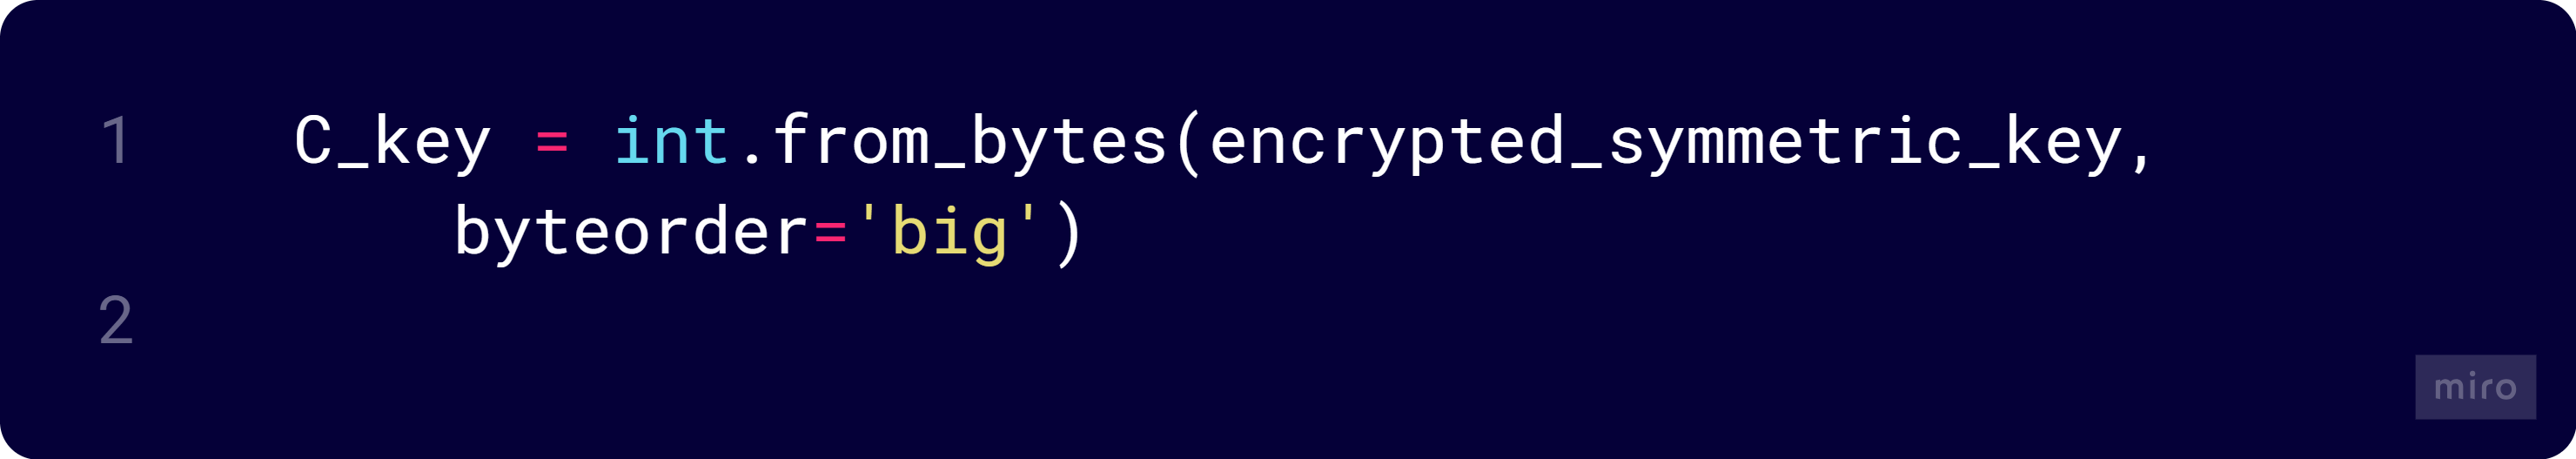 1 C_key = int.from_bytes(encrypted_symmetric_key,
byteorder='big')
2
miro